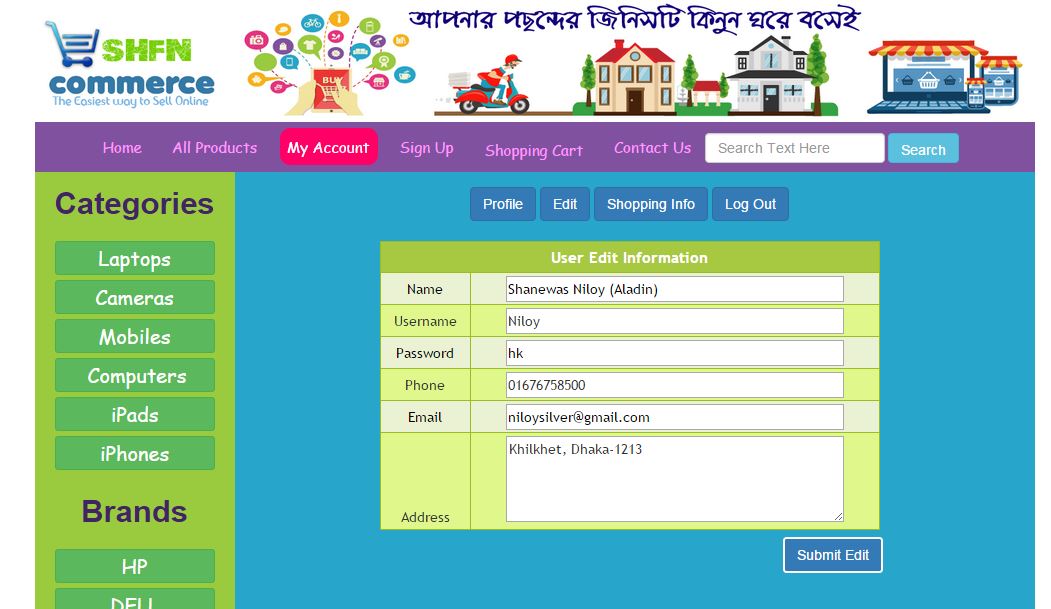 আপনার পছন্দের জিনিসটি কিনুন ঘরে বসেই
SHFN
commerce
The Easiest way to Sell Online
BUY
Home All Products My Account Sign Up Shopping Cart Contact Us Search Text Here Search
Categories
Laptops
Cameras
Mobiles
Computers
iPads
iPhones
Brands
HP
DELL
Profile Edit Shopping Info Log Out
User Edit Information
Name Shanewas Niloy (Aladin)
Username Niloy
Password hk
Phone 01676758500
Email niloysilver@gmail.com
Address Khilkhet, Dhaka-1213
Submit Edit